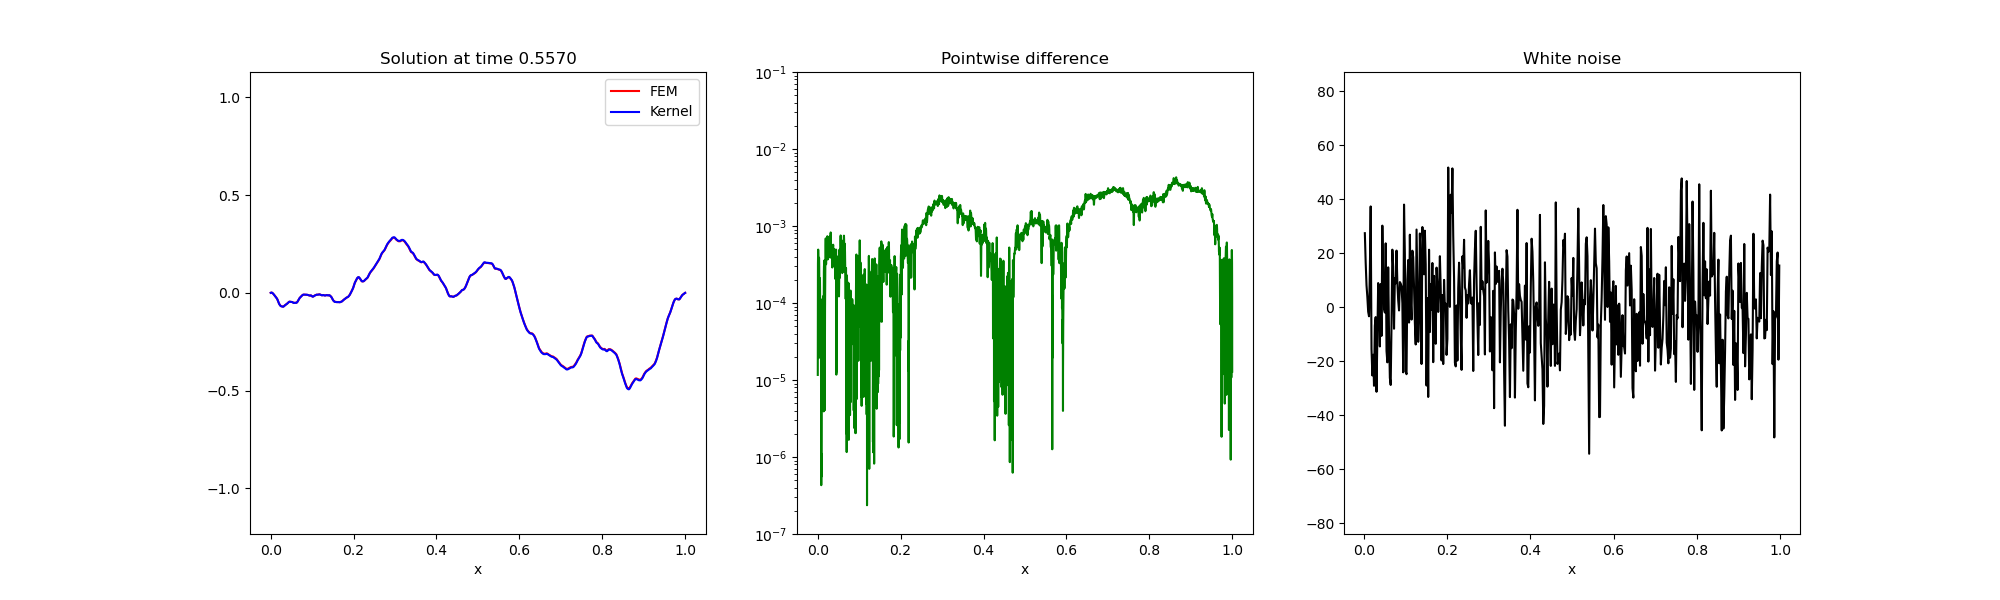 Solution at time 0.5570
1.0
0.5
0.0
−0.5
−1.0
0.0 0.2 0.4 0.6 0.8 1.0
x
FEM
Kernel
Pointwise difference
10⁻¹
10⁻²
10⁻³
10⁻⁴
10⁻⁵
10⁻⁶
10⁻⁷
0.0 0.2 0.4 0.6 0.8 1.0
x
White noise
80
60
40
20
0
−20
−40
−60
−80
0.0 0.2 0.4 0.6 0.8 1.0
x